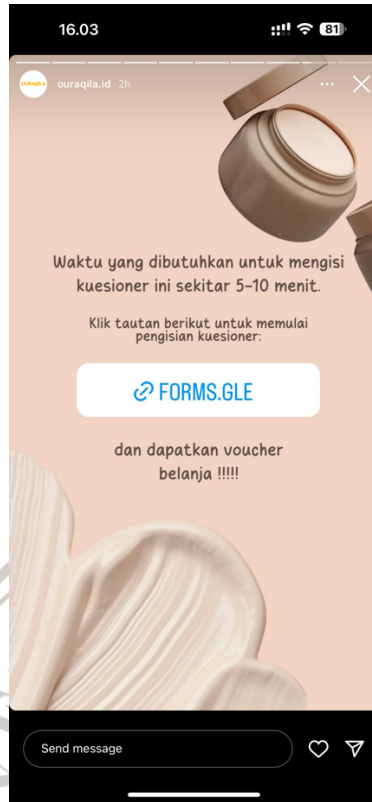 16.03
81
OURAQILA
ouraqila.id 2h
Waktu yang dibutuhkan untuk mengisi
kuesioner ini sekitar 5-10 menit.
Klik tautan berikut untuk memulai
pengisian kuesioner:
FORMS.GLE
dan dapatkan voucher
belanja !!!!!
Send message